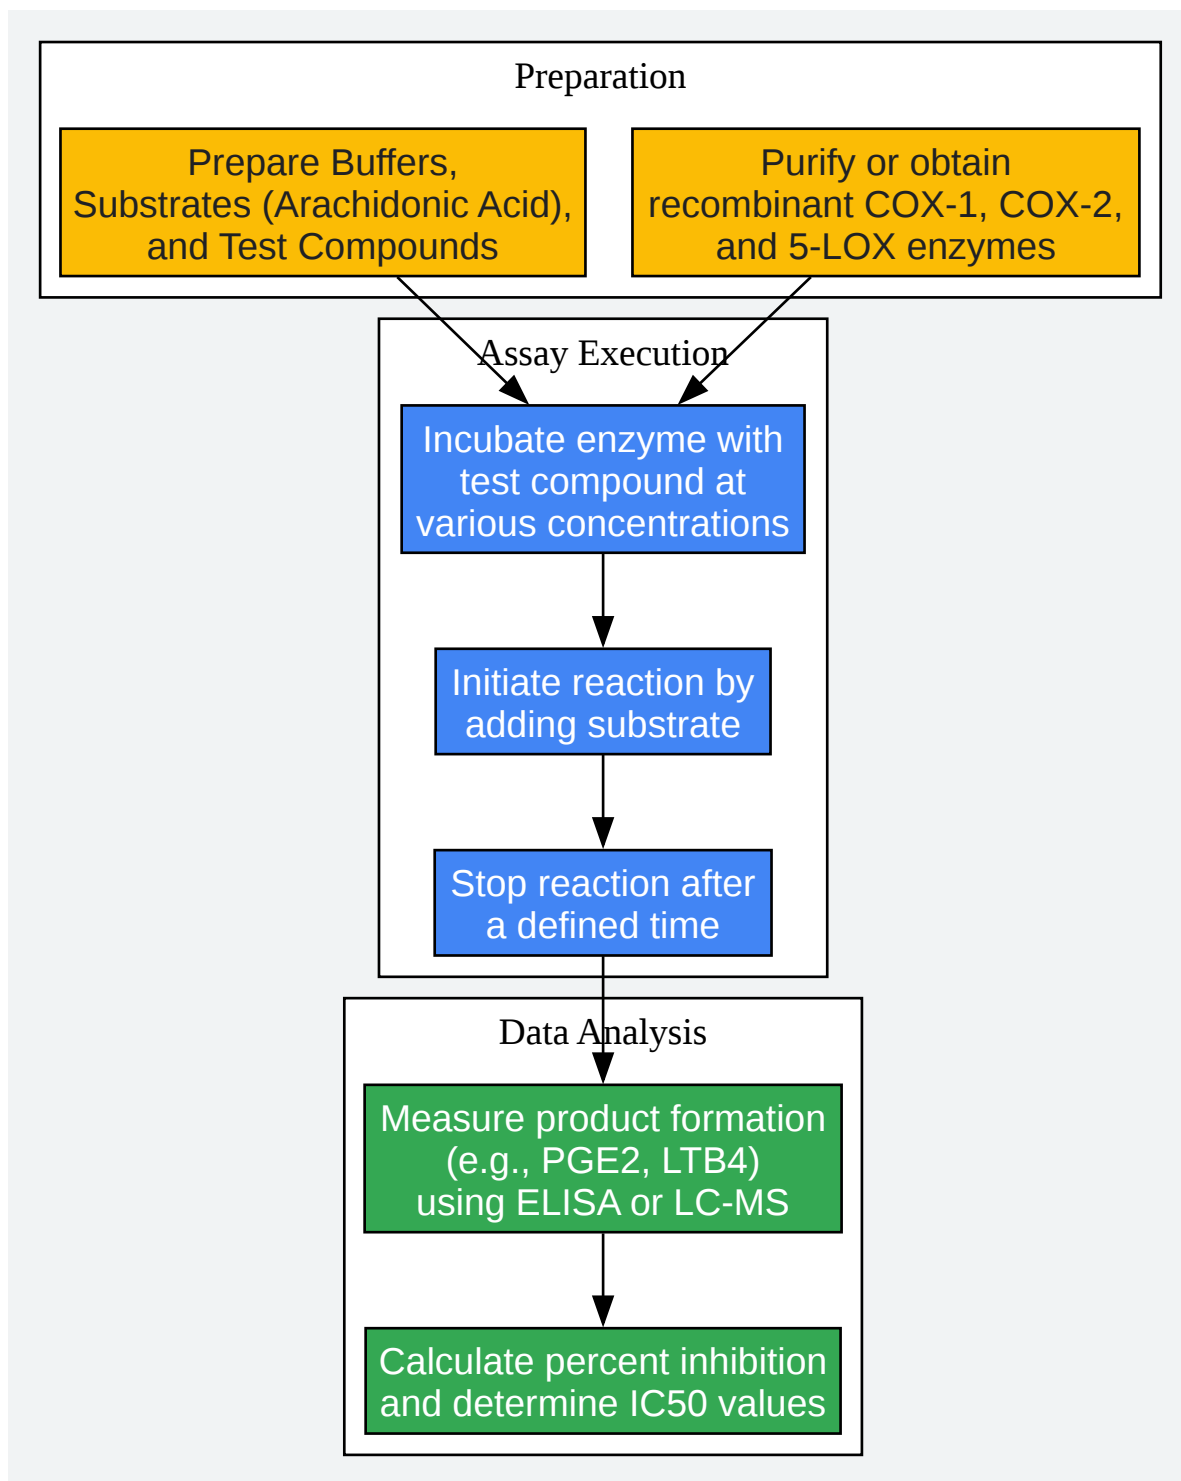 Preparation
Prepare Buffers,
Substrates (Arachidonic Acid),
and Test Compounds
Purify or obtain
recombinant COX-1, COX-2,
and 5-LOX enzymes
Assay Execution
Incubate enzyme with
test compound at
various concentrations
Initiate reaction by
adding substrate
Stop reaction after
a defined time
Data Analysis
Measure product formation
(e.g., PGE2, LTB4)
using ELISA or LC-MS
Calculate percent inhibition
and determine IC50 values